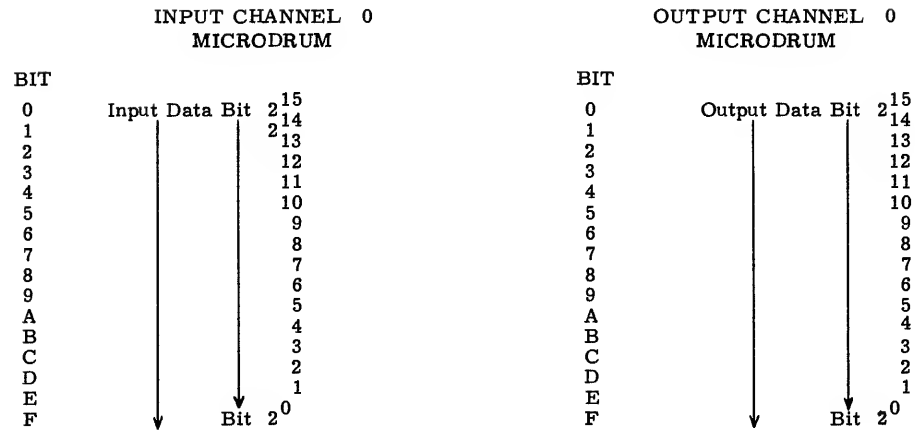 INPUT CHANNEL 0
MICRODRUM
BIT
0 Input Data Bit 2^15
1 2^14
2 13
3 12
4 11
5 10
6 9
7 8
8 7
9 6
A 5
B 4
C 3
D 2
E 1
F Bit 2^0
OUTPUT CHANNEL 0
MICRODRUM
BIT
0 Output Data Bit 2^15
1 14
2 13
3 12
4 11
5 10
6 9
7 8
8 7
9 6
A 5
B 4
C 3
D 2
E 1
F Bit 2^0